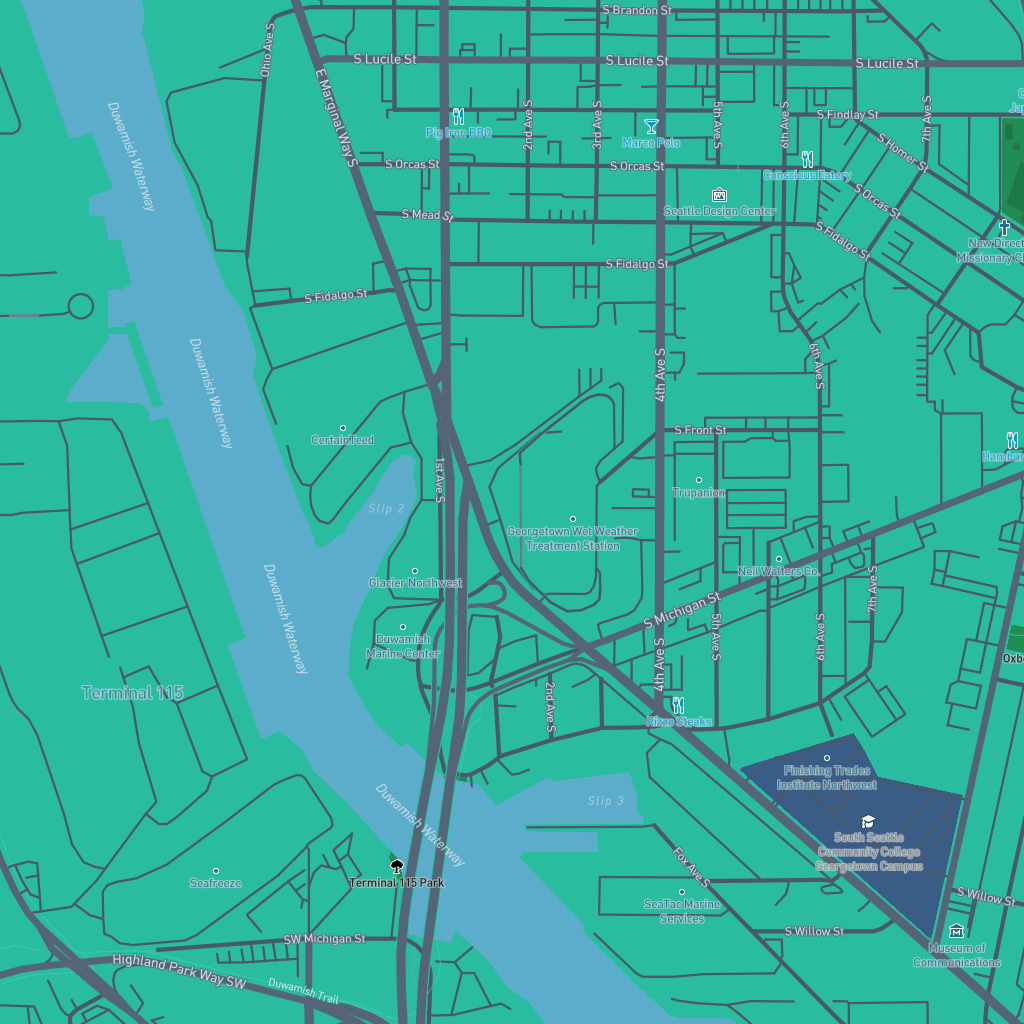 S Brandon St
Ohio Ave S
S Lucile St
S Lucile St
S Lucile St
E Marginal Way S
Duwamish Waterway
Pig Iron BBQ
2nd Ave S
3rd Ave S
Marco Polo
5th Ave S
6th Ave S
S Findlay St
7th Ave S
S Homer St
S Orcas St
S Orcas St
Conscious Eatery
S Orcas St
S Mead St
Seattle Design Center
S Fidalgo St
New Direct
Missionary Ch
S Fidalgo St
S Fidalgo St
Duwamish Waterway
4th Ave S
6th Ave S
CertainTeed
S Front St
Hambur
1st Ave S
Trupanion
Slip 2
Georgetown Wet Weather
Treatment Station
Glacier Northwest
Neil Walters Co.
Duwamish Waterway
S Michigan St
7th Ave S
Duwamish
Marine Center
5th Ave S
6th Ave S
4th Ave S
Oxbo
Terminal 115
2nd Ave S
Rizzo Steaks
Finishing Trades
Institute Northwest
Slip 3
Duwamish Waterway
South Seattle
Community College
Georgetown Campus
Fox Ave S
Seafreeze
Terminal 115 Park
SeaTac Marine
Services
S Willow St
S Willow St
SW Michigan St
Museum of
Communications
Highland Park Way SW
Duwamish Trail